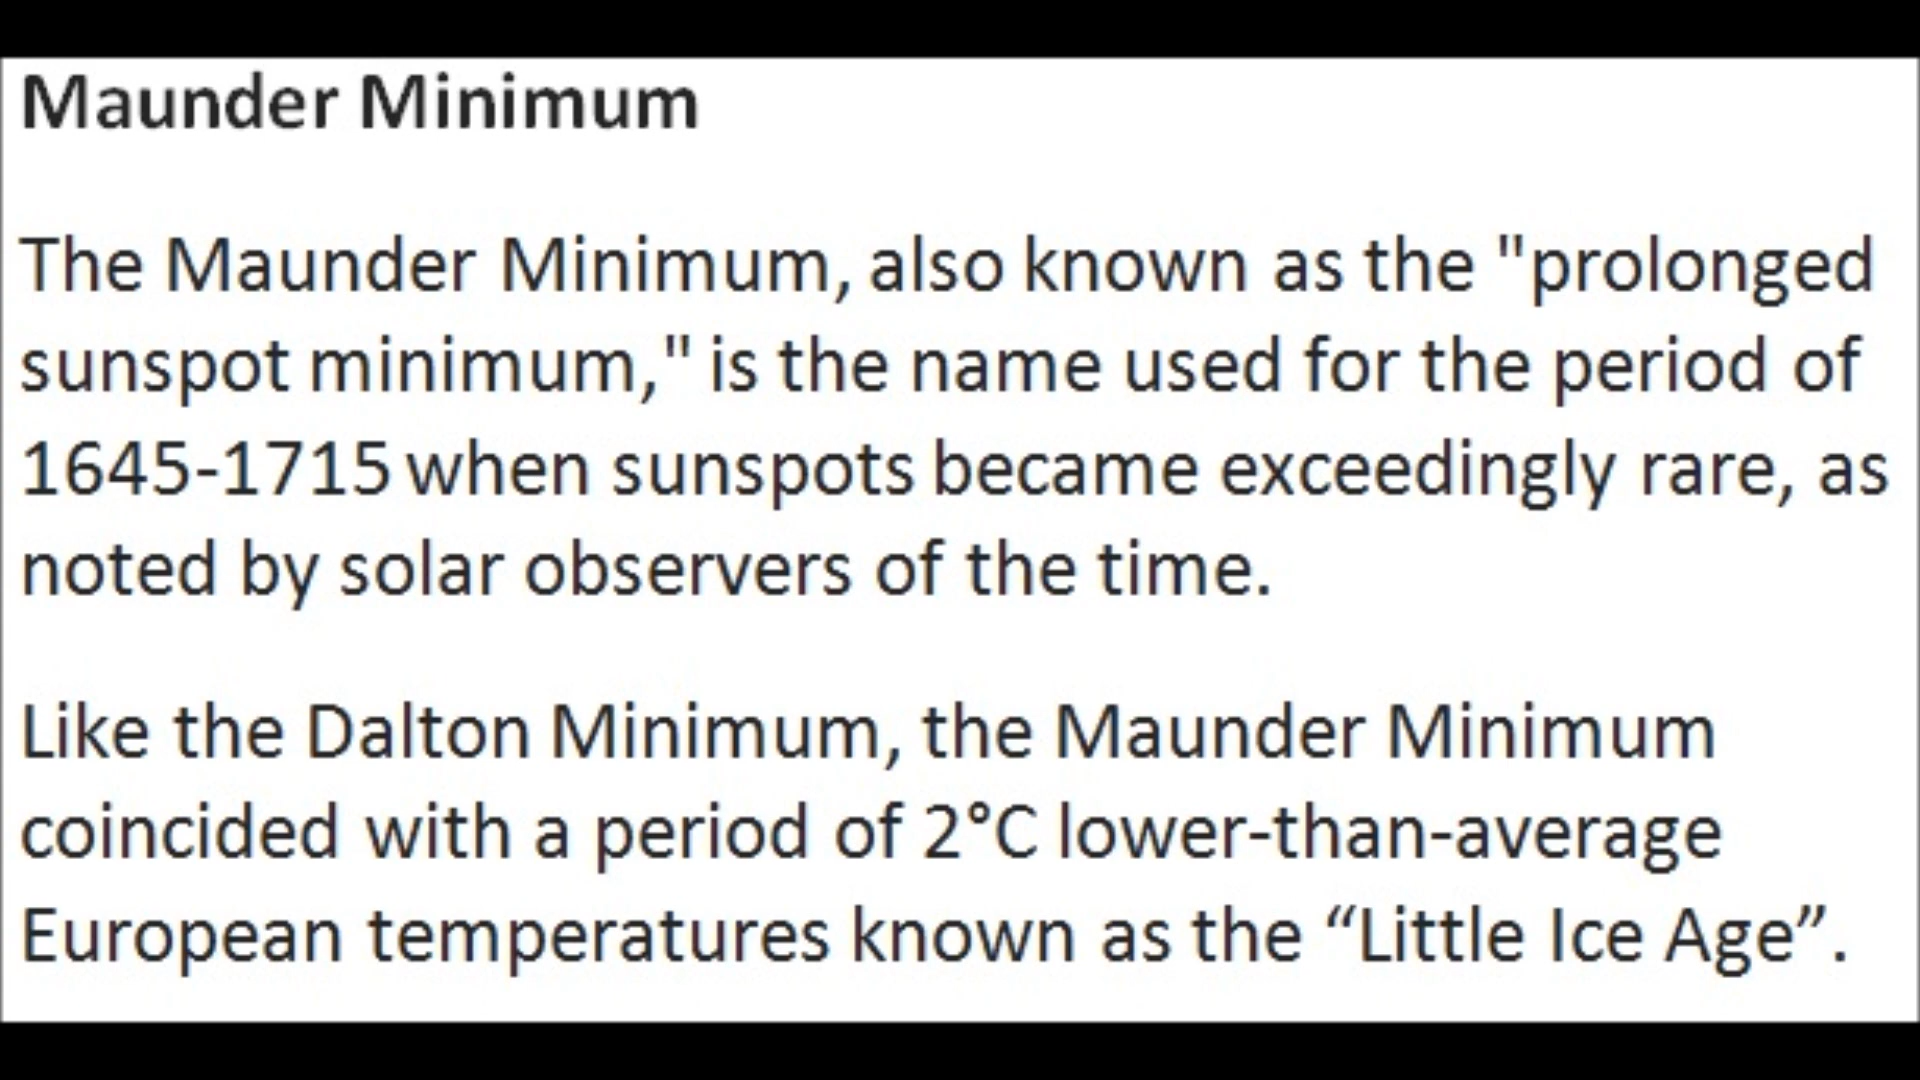 Maunder Minimum
The Maunder Minimum, also known as the "prolonged
sunspot minimum," is the name used for the period of
1645-1715 when sunspots became exceedingly rare, as
noted by solar observers of the time.
Like the Dalton Minimum, the Maunder Minimum
coincided with a period of 2°C lower-than-average
European temperatures known as the “Little Ice Age”.